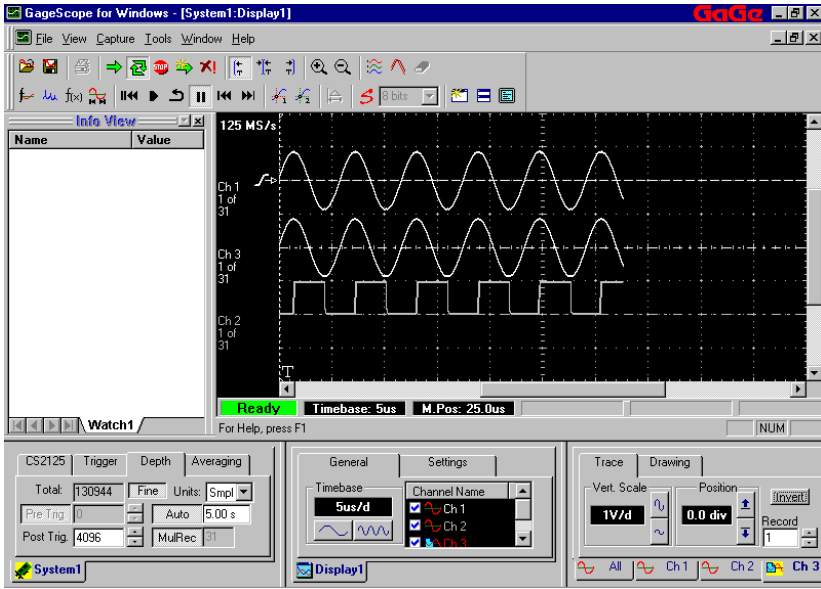 GageScope for Windows - [System1:Display1]
GaGe
File View Capture Tools Window Help
f(x)
STOP
1 2
8 bits
Info View
Name Value
Watch1
125 MS/s
Ch 1
1 of
31
Ch 3
1 of
31
Ch 2
1 of
31
T
Ready Timebase: 5us M.Pos: 25.0us
For Help, press F1
NUM
CS2125 Trigger Depth Averaging
Total: 130944 Fine Units: Smpl
Pre Trig. 0 Auto 5.00 s
Post Trig. 4096 MulRec 31
System1
General Settings
Timebase
5us/d
Channel Name
Ch 1
Ch 2
Ch 3
Display1
Trace Drawing
Vert. Scale
1V/d
Position
0.0 div
Invert
Record
1
All Ch 1 Ch 2 Ch 3